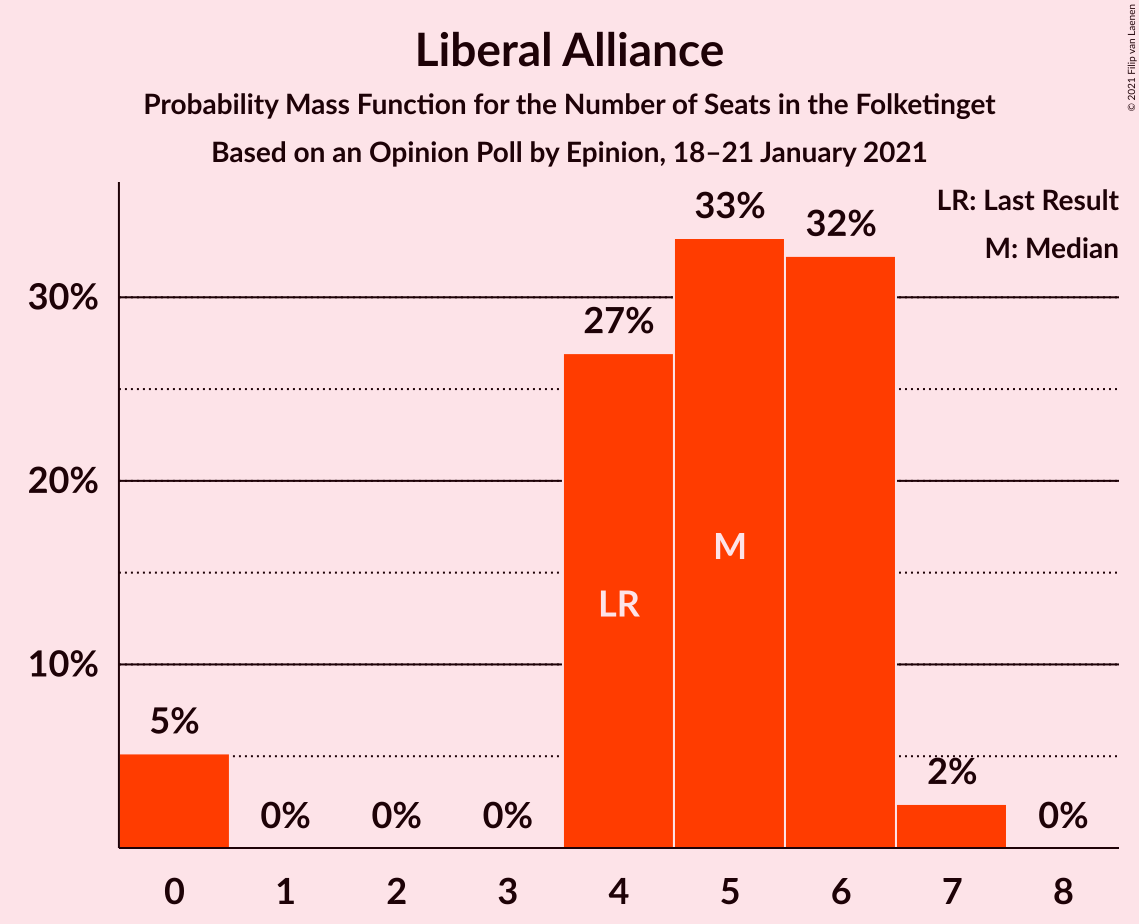 Liberal Alliance
Probability Mass Function for the Number of Seats in the Folketinget
Based on an Opinion Poll by Epinion, 18–21 January 2021
© 2021 Filip van Laenen
LR: Last Result
M: Median
33%
32%
30%
27%
20%
M
LR
10%
5%
2%
0%
0%
0%
0%
0
1
2
3
4
5
6
7
8